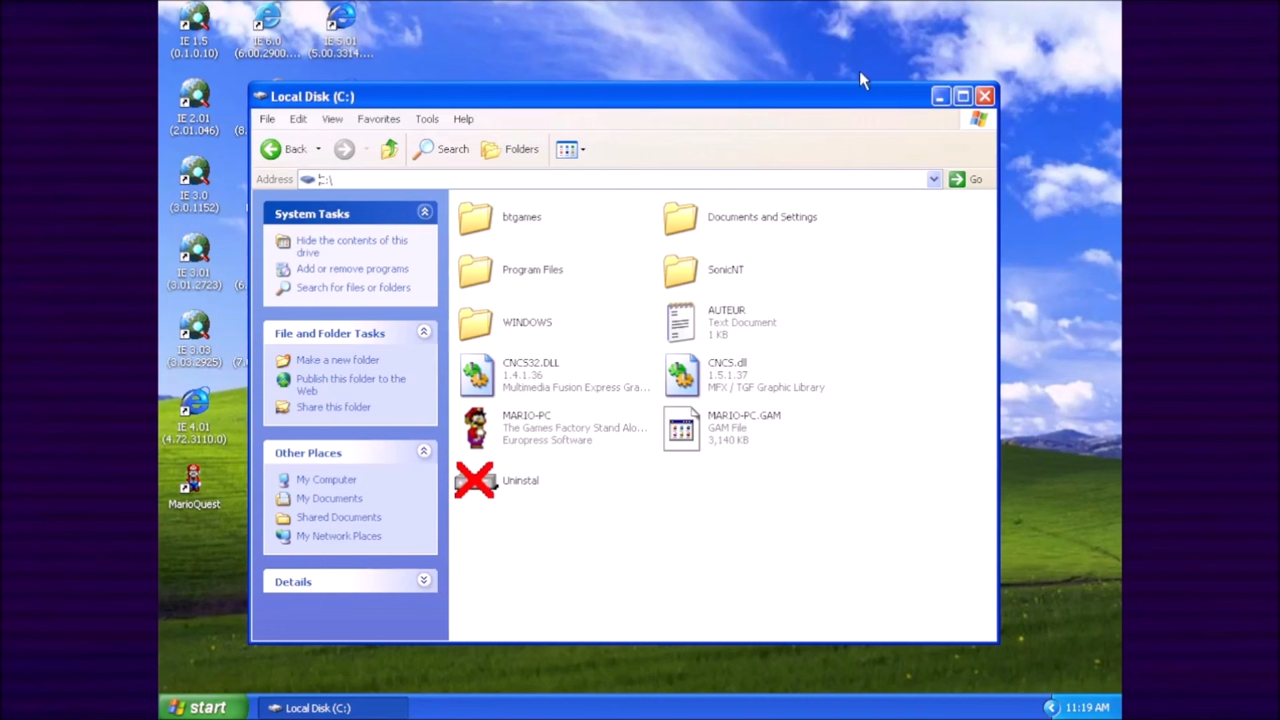 IE 1.5
(0.1.0.10)
IE 6.0
(6.00.2900....
IE 5.01
(5.00.3314....
IE 2.01
(2.01.046)
(8.
IE 3.0
(3.0.1152)
IE 3.01
(3.01.2723)
(6.
IE 3.03
(3.03.2925)
(7.
IE 4.01
(4.72.3110.0)
MarioQuest
Local Disk (C:)
File Edit View Favorites Tools Help
Back Search Folders
Address :\ Go
System Tasks
Hide the contents of this
drive
Add or remove programs
Search for files or folders
File and Folder Tasks
Make a new folder
Publish this folder to the
Web
Share this folder
Other Places
My Computer
My Documents
Shared Documents
My Network Places
Details
btgames
Documents and Settings
Program Files
SonicNT
WINDOWS
AUTEUR
Text Document
1 KB
CNCS32.DLL
1.4.1.36
Multimedia Fusion Express Gra...
CNCS.dll
1.5.1.37
MFX / TGF Graphic Library
MARIO-PC
The Games Factory Stand Alo...
Europress Software
MARIO-PC.GAM
GAM File
3,140 KB
Uninstal
start
Local Disk (C:)
11:19 AM